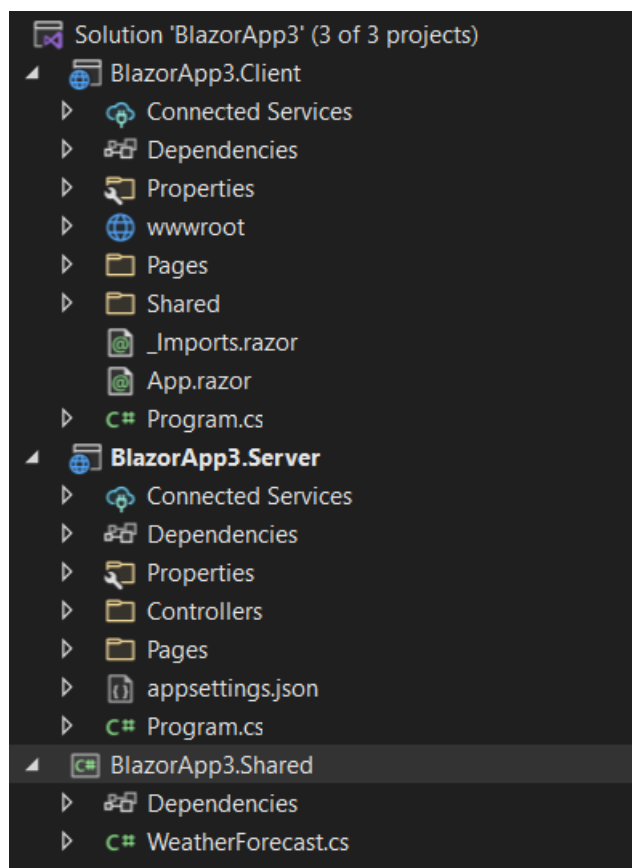 Solution 'BlazorApp3' (3 of 3 projects)
BlazorApp3.Client
Connected Services
Dependencies
Properties
wwwroot
Pages
Shared
_Imports.razor
App.razor
C# Program.cs
BlazorApp3.Server
Connected Services
Dependencies
Properties
Controllers
Pages
appsettings.json
C# Program.cs
C# BlazorApp3.Shared
Dependencies
C# WeatherForecast.cs